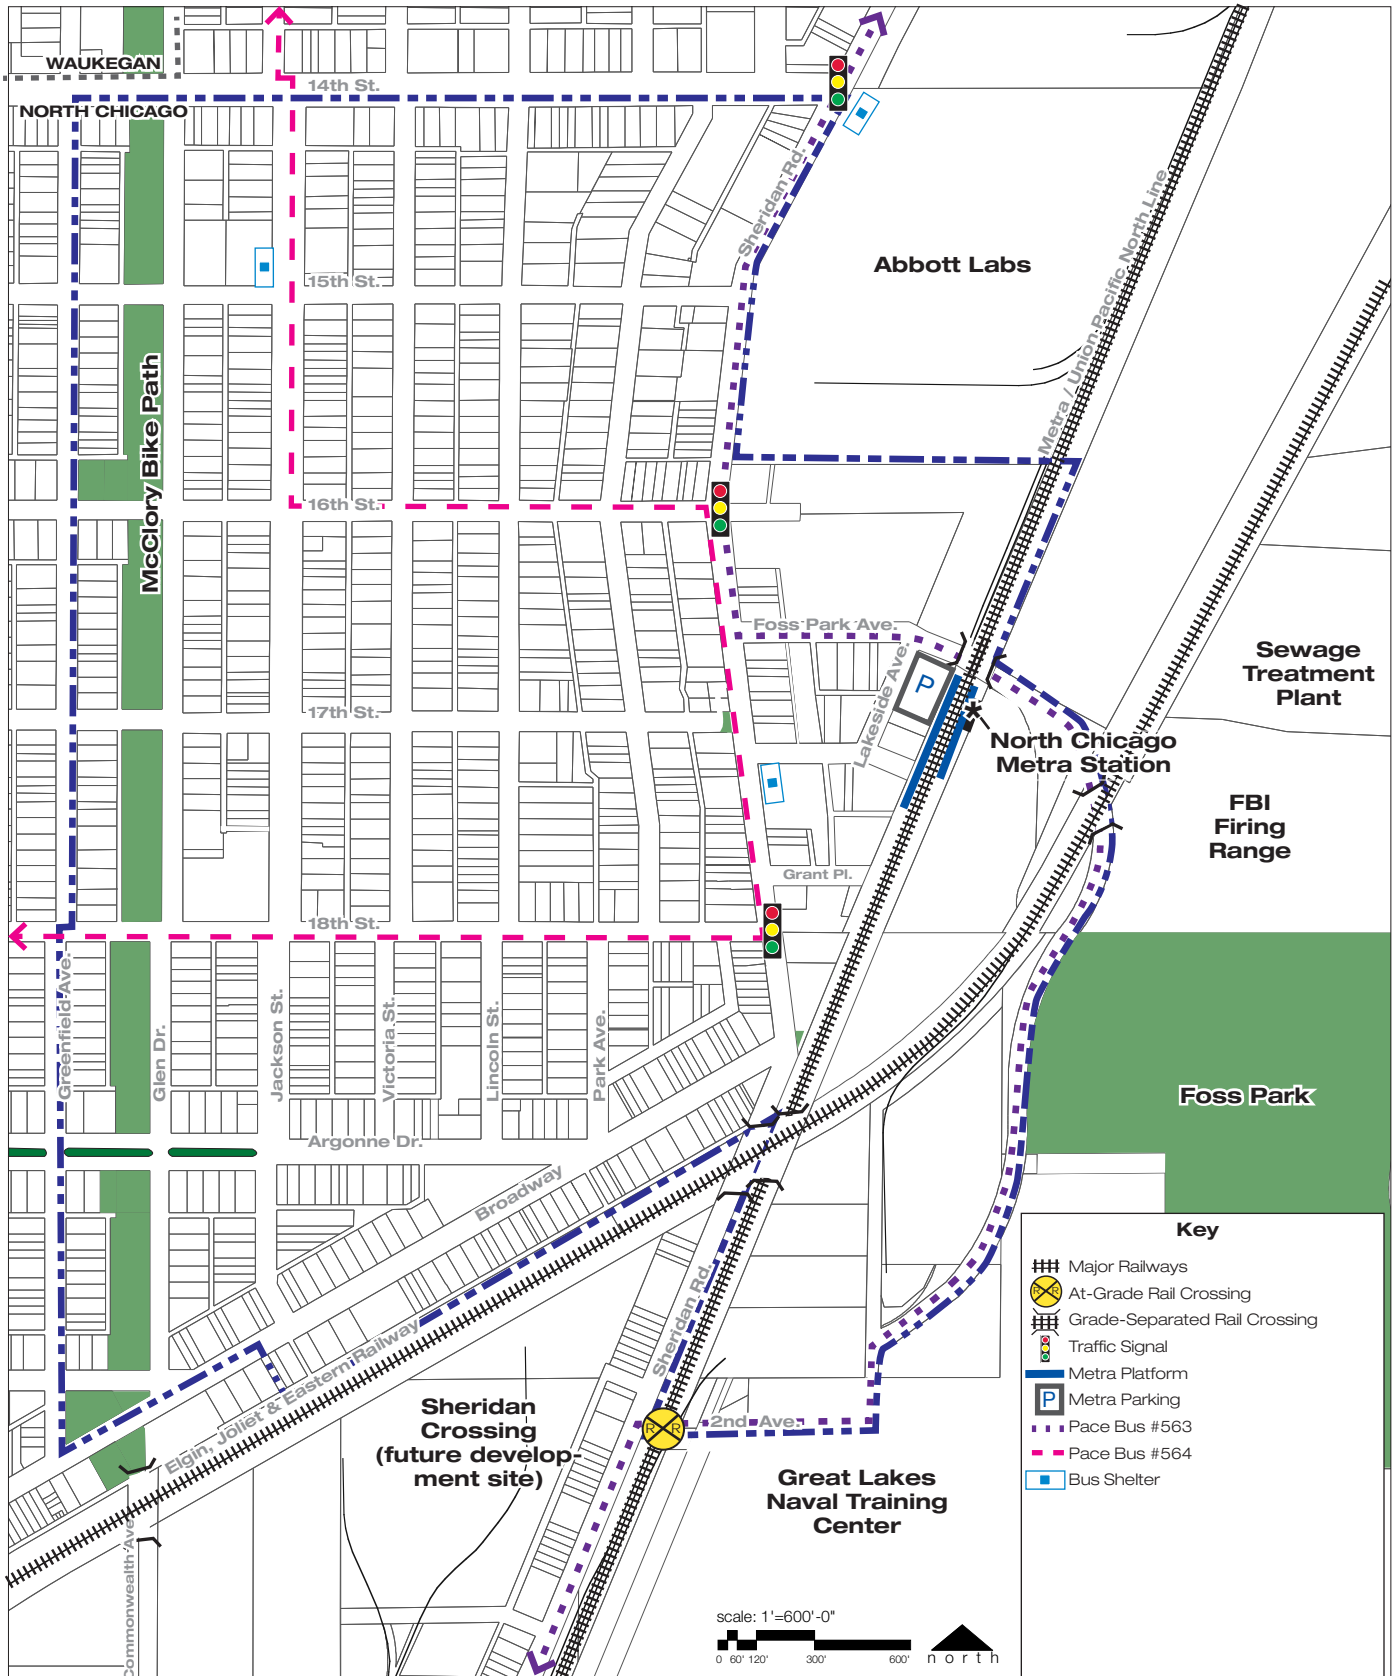 WAUKEGAN
14th St.
NORTH CHICAGO
Sheridan Rd.
Metra / Union Pacific North Line
Abbott Labs
15th St.
McClory Bike Path
16th St.
Foss Park Ave.
Lakeside Ave.
P
Sewage
Treatment
Plant
17th St.
North Chicago
Metra Station
FBI
Firing
Range
Grant Pl.
18th St.
Greenfield Ave.
Glen Dr.
Jackson St.
Victoria St.
Lincoln St.
Park Ave.
Foss Park
Argonne Dr.
Broadway
Sheridan Rd.
Elgin, Joliet & Eastern Railway
Commonwealth Ave.
Sheridan
Crossing
(future develop-
ment site)
R R
2nd Ave.
Great Lakes
Naval Training
Center
Key
Major Railways
R R
At-Grade Rail Crossing
Grade-Separated Rail Crossing
Traffic Signal
Metra Platform
P
Metra Parking
Pace Bus #563
Pace Bus #564
Bus Shelter
scale: 1'=600'-0"
0 60' 120' 300' 600'
north